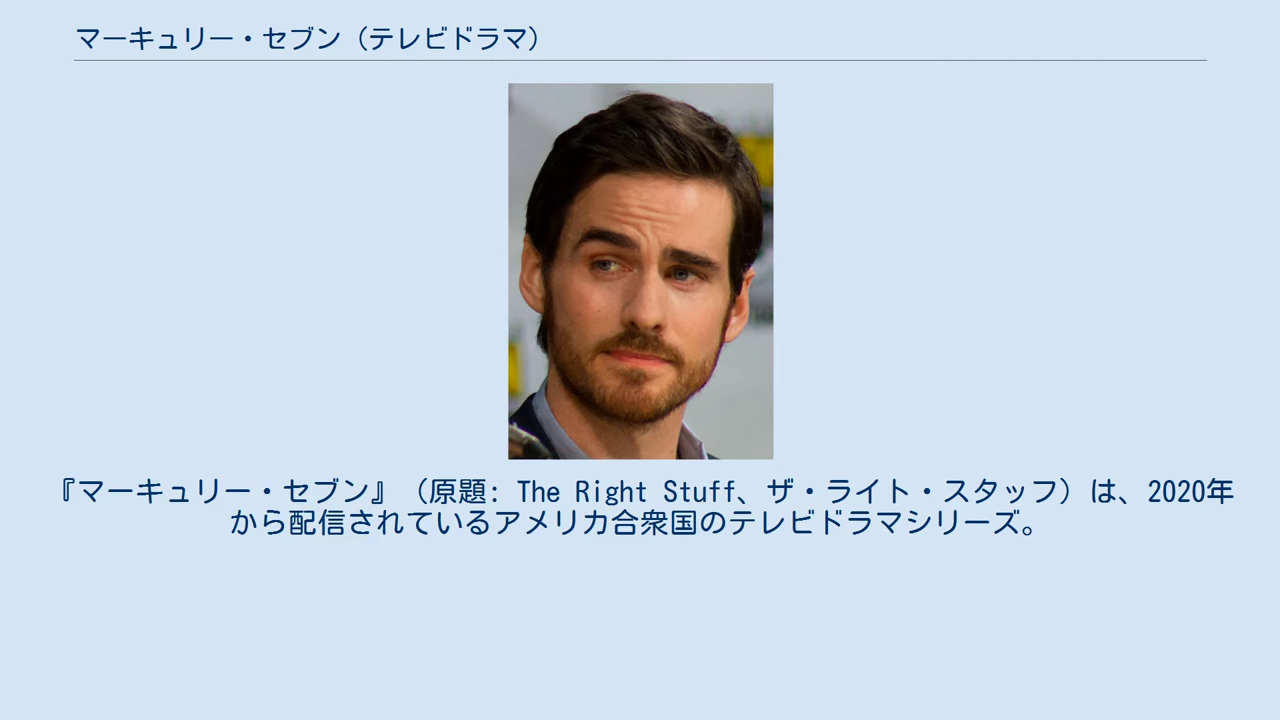 マーキュリー・セブン（テレビドラマ）
『マーキュリー・セブン』（原題: The Right Stuff、ザ・ライト・スタッフ）は、2020年
から配信されているアメリカ合衆国のテレビドラマシリーズ。